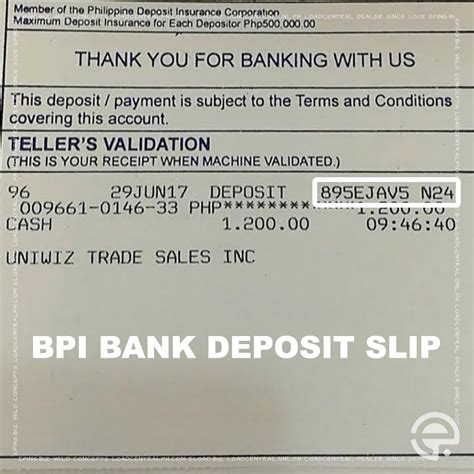 Member of the Philippine Deposit Insurance Corporation.
Maximum Deposit Insurance for Each Depositor Php500,000.00
THANK YOU FOR BANKING WITH US
This deposit / payment is subject to the Terms and Conditions
covering this account.
TELLER'S VALIDATION
(THIS IS YOUR RECEIPT WHEN MACHINE VALIDATED.)
96 29JUN17 DEPOSIT 895EJAV5 N24
009661-0146-33 PHP**********1.200.00
CASH 1.200.00 09:46:40
UNIWIZ TRADE SALES INC
BPI BANK DEPOSIT SLIP